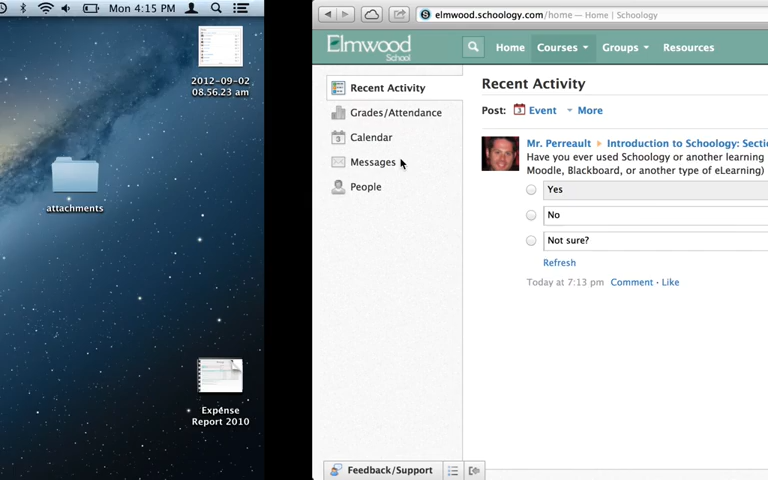 Mon 4:15 PM
2012-09-02
08.56.23 am
attachments
Expense
Report 2010
elmwood.schoology.com/home — Home | Schoology
Elmwood
School
Home
Courses
Groups
Resources
Recent Activity
Grades/Attendance
Calendar
Messages
People
Recent Activity
Post:
Event
More
Mr. Perreault
Introduction to Schoology: Secti
Have you ever used Schoology or another learning
Moodle, Blackboard, or another type of eLearning)
Yes
No
Not sure?
Refresh
Today at 7:13 pm Comment · Like
Feedback/Support